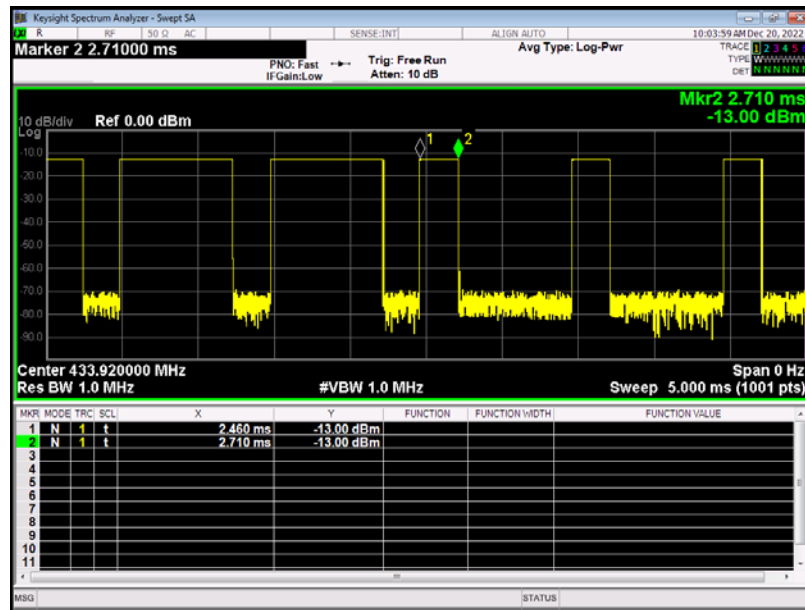 Keysight Spectrum Analyzer - Swept SA
R RF 50 Ω AC SENSE:INT ALIGN AUTO 10:03:59 AM Dec 20, 2022
Marker 2 2.71000 ms
PNO: Fast
IFGain:Low
Trig: Free Run
Atten: 10 dB
Avg Type: Log-Pwr
TRACE 1 2 3 4 5
TYPE W
DET N N N N N N
Mkr2 2.710 ms
-13.00 dBm
10 dB/div Ref 0.00 dBm
Log
1
2
-10.0
-20.0
-30.0
-40.0
-50.0
-60.0
-70.0
-80.0
-90.0
Center 433.920000 MHz Span 0 Hz
Res BW 1.0 MHz #VBW 1.0 MHz Sweep 5.000 ms (1001 pts)
MKR MODE TRC SCL X Y FUNCTION FUNCTION WIDTH FUNCTION VALUE
1 N 1 t 2.460 ms -13.00 dBm
2 N 1 t 2.710 ms -13.00 dBm
3
4
5
6
7
8
9
10
11
MSG STATUS